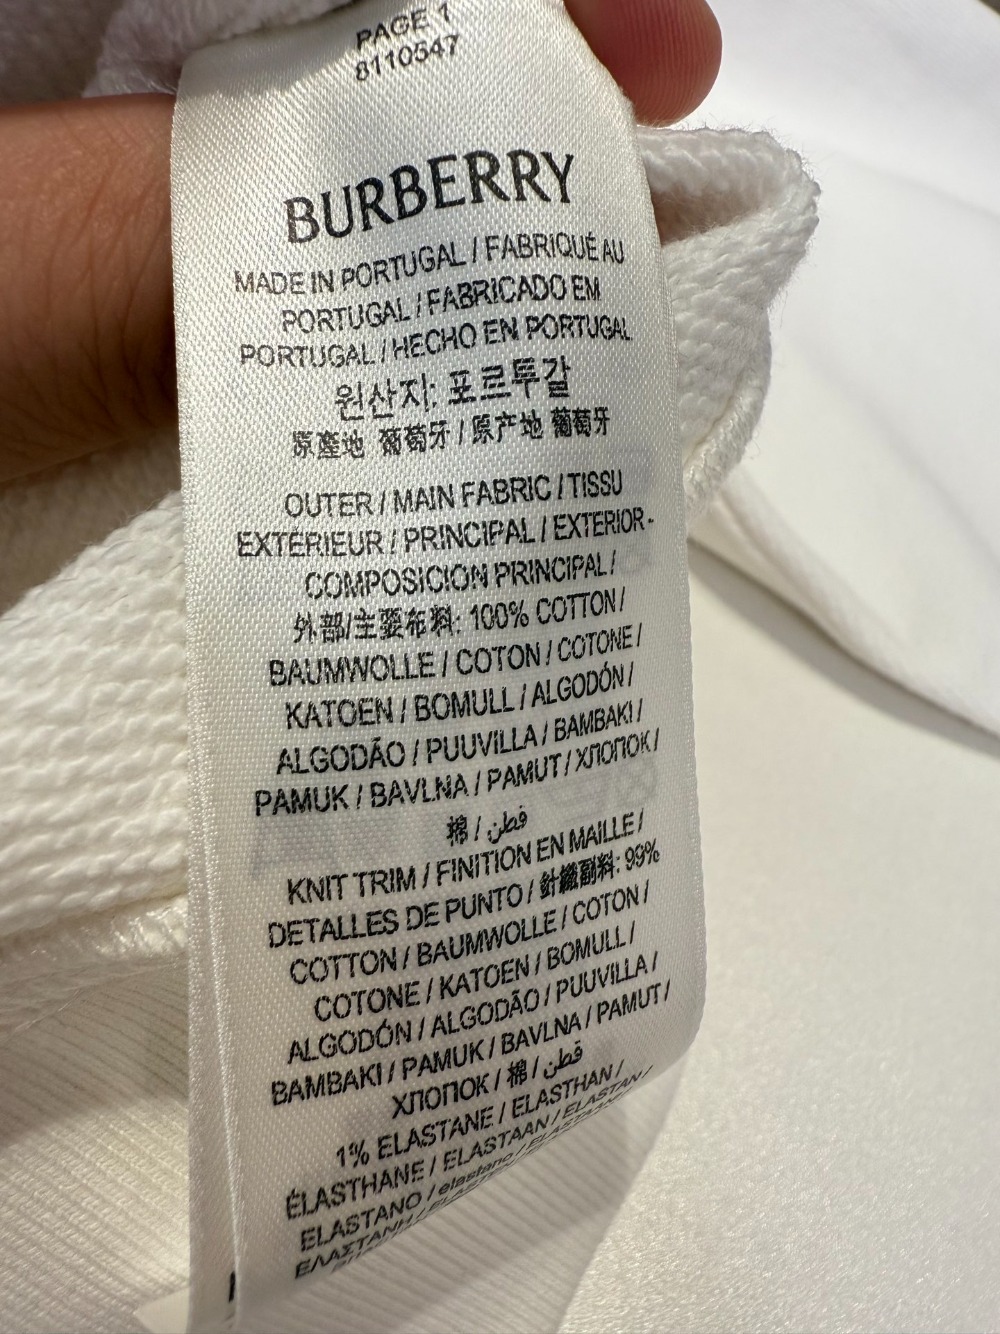 PAGE 1
8110547
BURBERRY
MADE IN PORTUGAL / FABRIQUÉ AU
PORTUGAL / FABRICADO EM
PORTUGAL / HECHO EN PORTUGAL
원산지: 포르투갈
原產地 葡萄牙 / 原产地 葡萄牙
OUTER / MAIN FABRIC / TISSU
EXTÉRIEUR / PRINCIPAL / EXTERIOR -
COMPOSICION PRINCIPAL /
外部/主要布料: 100% COTTON /
BAUMWOLLE / COTON / COTONE /
KATOEN / BOMULL / ALGODÓN /
ALGODÃO / PUUVILLA / BAMBAKI /
PAMUK / BAVLNA / PAMUT / ХЛОПОК /
棉 / قطن
KNIT TRIM / FINITION EN MAILLE /
DETALLES DE PUNTO / 針織副料: 99%
COTTON / BAUMWOLLE / COTON /
COTONE / KATOEN / BOMULL /
ALGODÓN / ALGODÃO / PUUVILLA /
BAMBAKI / PAMUK / BAVLNA / PAMUT /
ХЛОПОК / 棉 / قطن
1% ELASTANE / ELASTHAN /
ÉLASTHANE / ELASTAAN / ELASTAN /
ELASTANO / elastano / ELASTAANI /
ΕΛΑΣΤΑΝΗ / ELASTEN